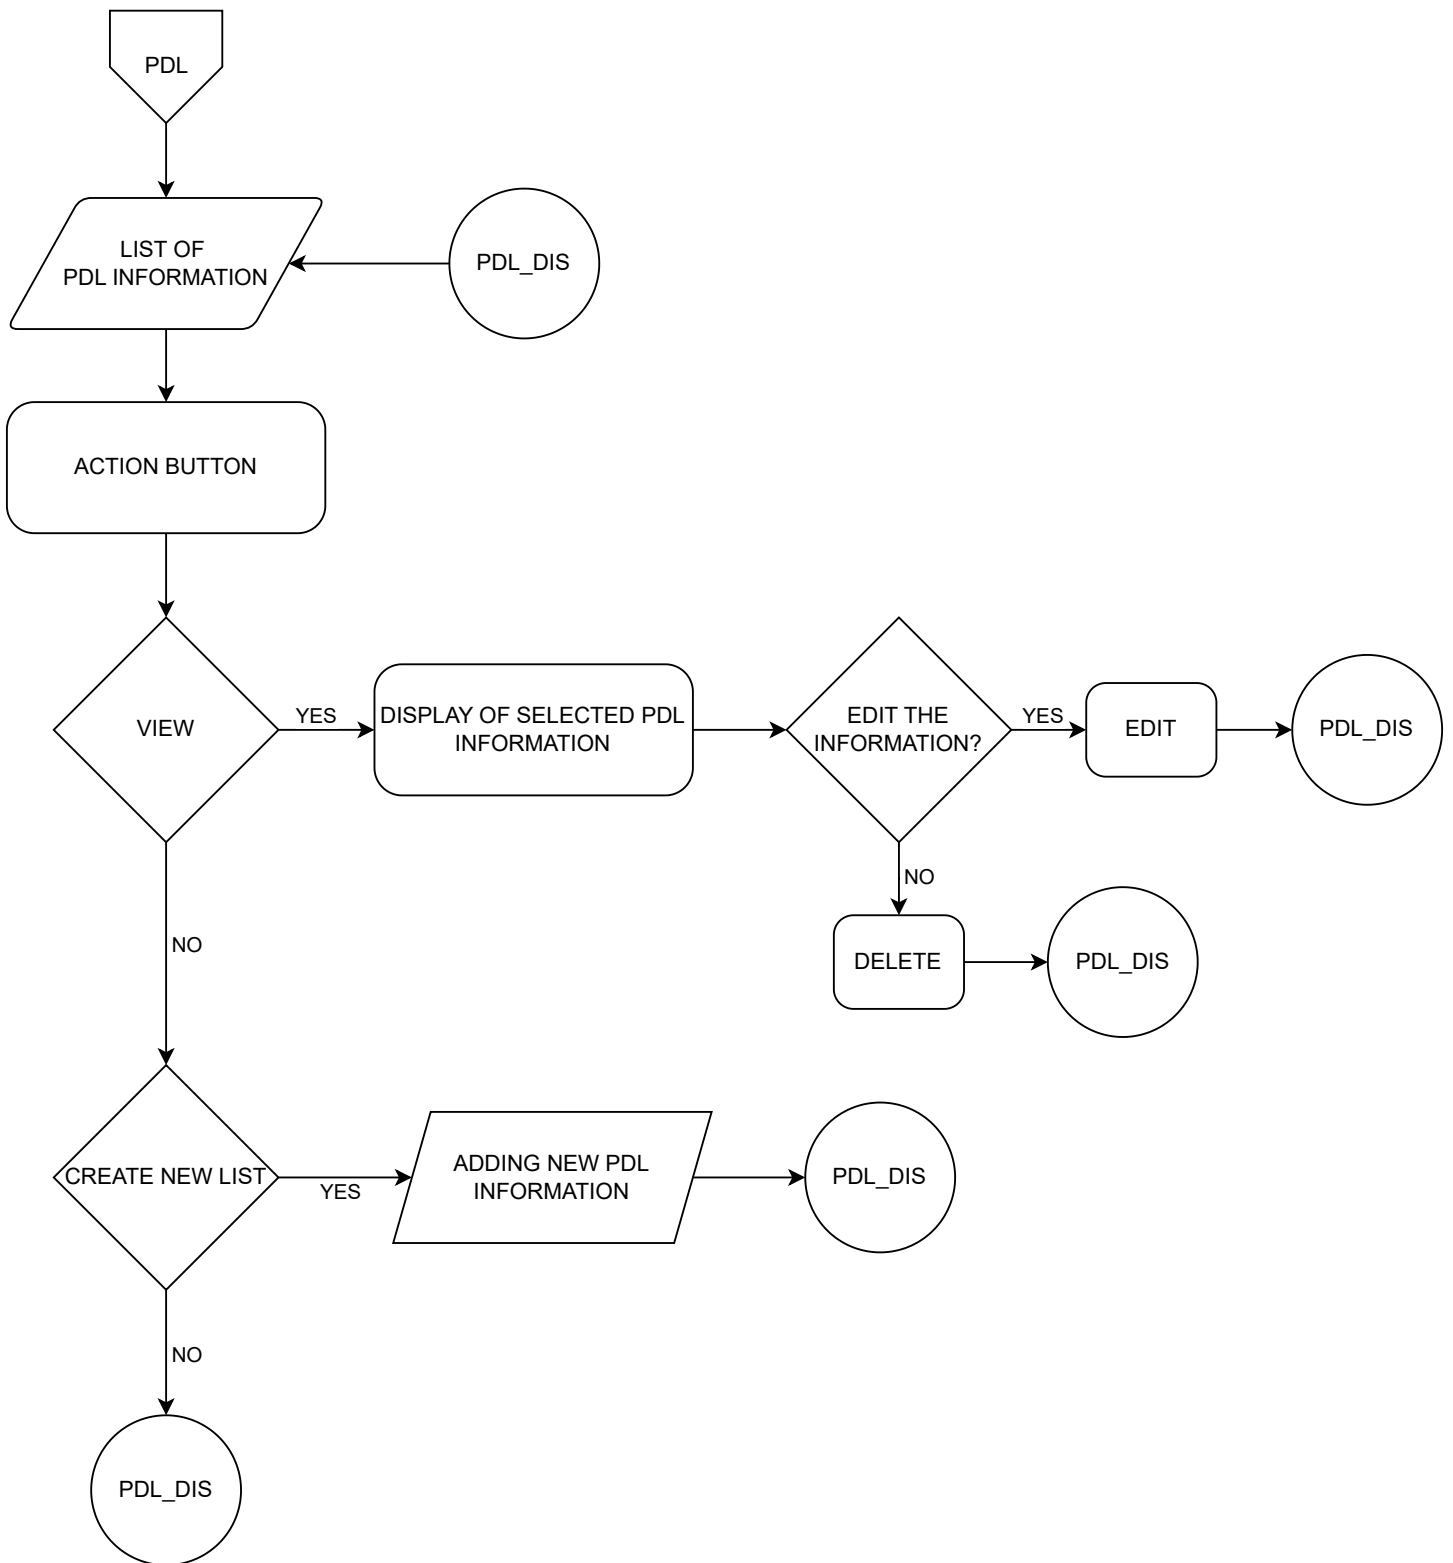 PDL
LIST OF
PDL INFORMATION
PDL_DIS
ACTION BUTTON
VIEW
YES
DISPLAY OF SELECTED PDL
INFORMATION
EDIT THE
INFORMATION?
YES
EDIT
PDL_DIS
NO
DELETE
PDL_DIS
NO
CREATE NEW LIST
YES
ADDING NEW PDL
INFORMATION
PDL_DIS
NO
PDL_DIS